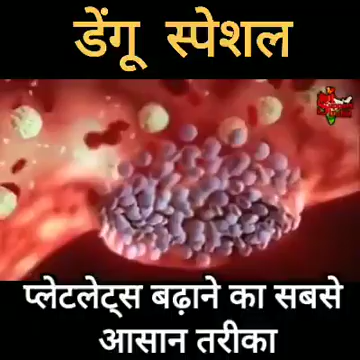 डेंगू स्पेशल
प्लेटलेट्स बढ़ाने का सबसे
आसान तरीका